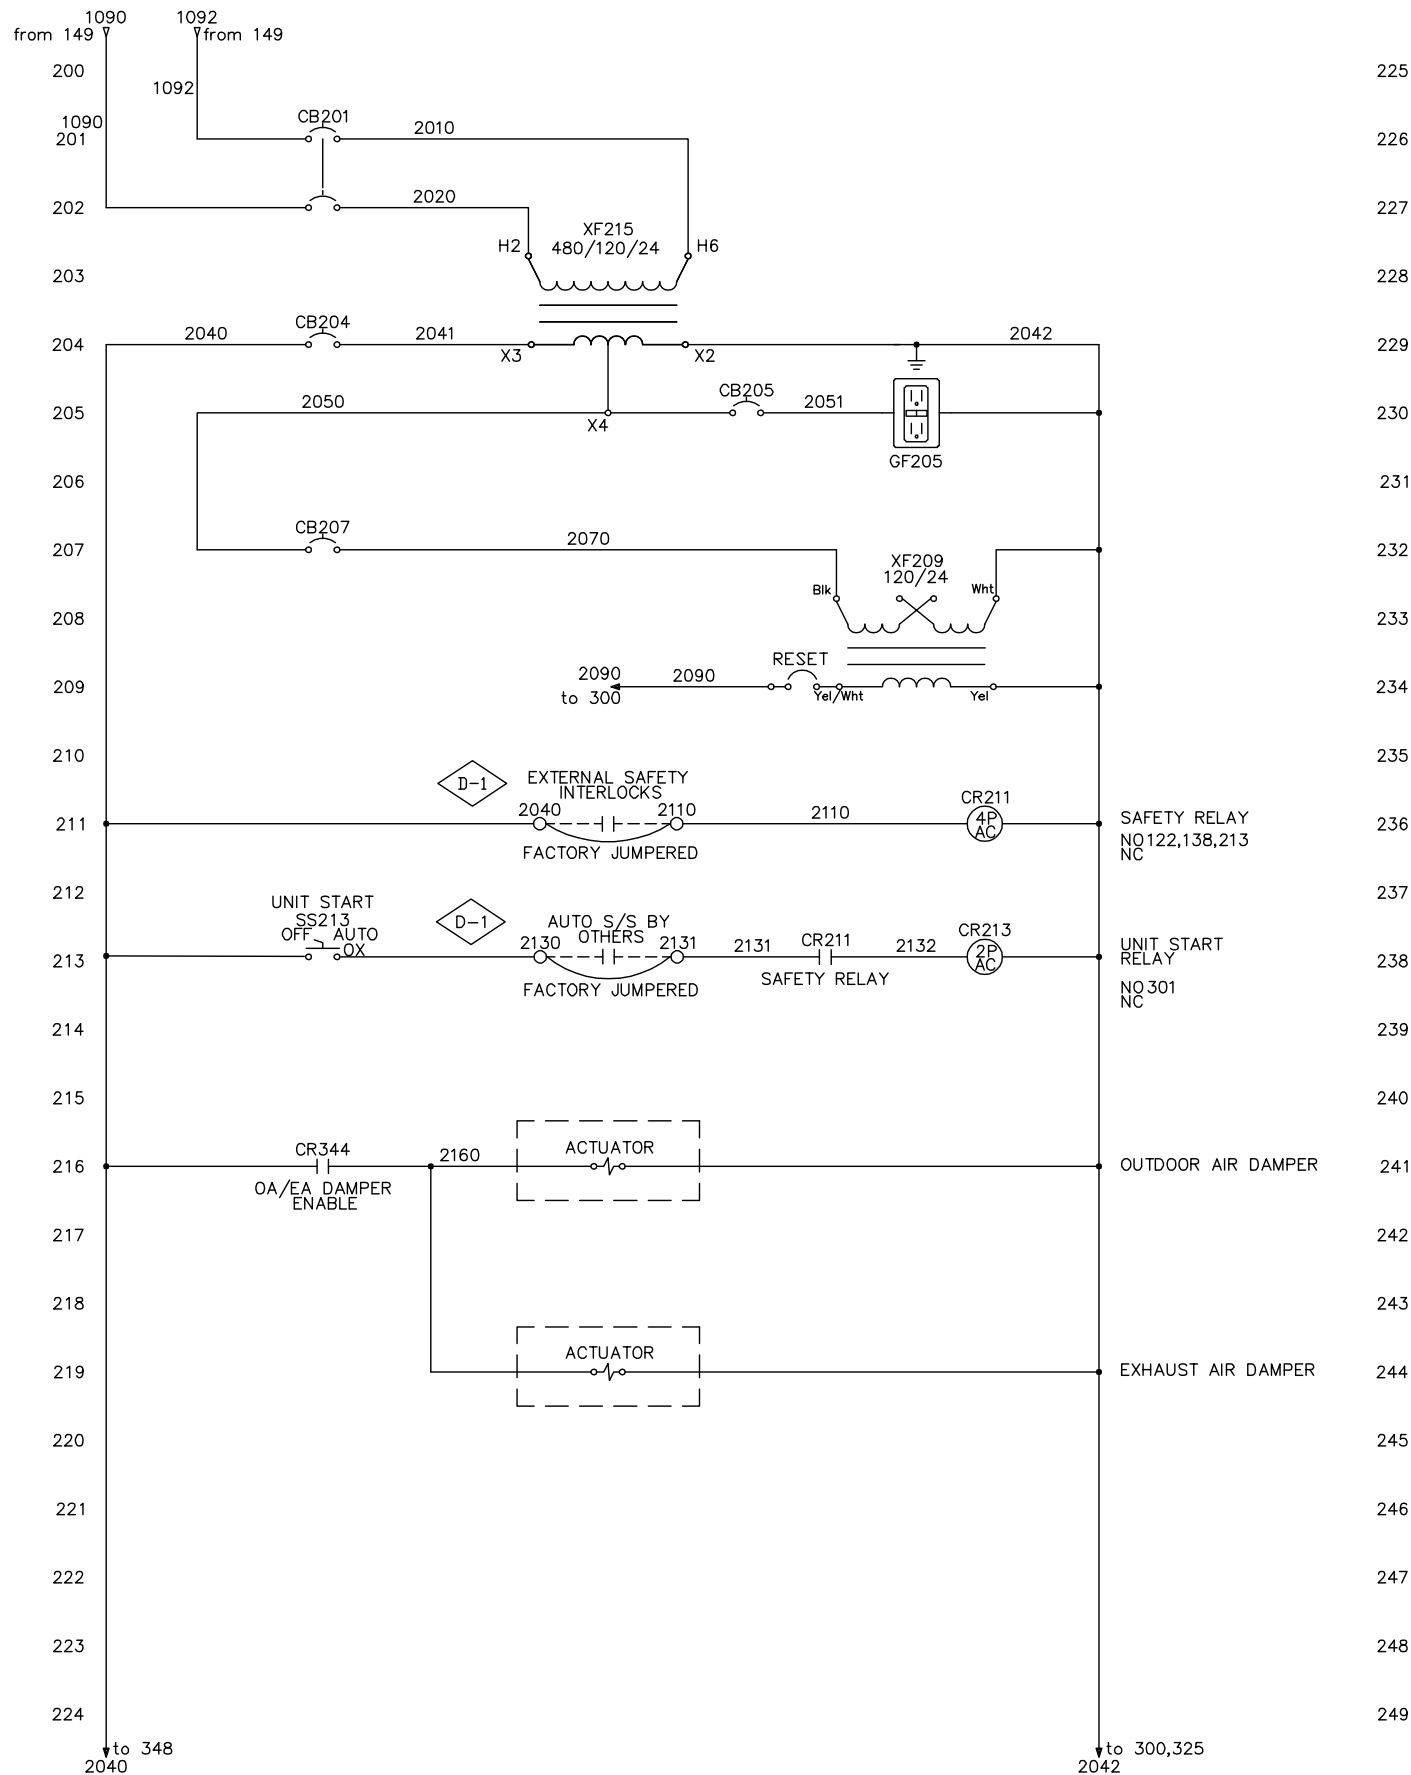 1090
from 149
1092
from 149
200
225
1092
1090
201
CB201
2010
226
202
2020
227
XF215
480/120/24
H2
H6
203
228
2040
CB204
2041
2042
204
X3
X2
229
205
2050
X4
CB205
2051
GF205
230
206
231
CB207
207
2070
232
XF209
120/24
Blk
Wht
208
233
RESET
2090
to 300
2090
209
Yel/Wht
Yel
234
210
235
D-1
EXTERNAL SAFETY
INTERLOCKS
CR211
2040
2110
2110
211
4P
AC
SAFETY RELAY
NO 122,138,213
NC
236
FACTORY JUMPERED
212
237
UNIT START
SS213
OFF AUTO
OX
D-1
AUTO S/S BY
OTHERS
2130
2131
2131
CR211
2132
CR213
213
2P
AC
UNIT START
RELAY
NO 301
NC
238
SAFETY RELAY
FACTORY JUMPERED
214
239
215
240
CR344
2160
ACTUATOR
216
OUTDOOR AIR DAMPER
241
OA/EA DAMPER
ENABLE
217
242
218
243
ACTUATOR
219
EXHAUST AIR DAMPER
244
220
245
221
246
222
247
223
248
224
249
to 348
2040
to 300,325
2042